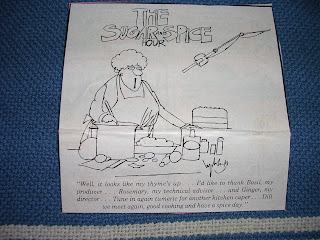 THE
SUGAR & SPICE
HOUR
"Well, it looks like my thyme's up . . . I'd like to thank Basil, my
producer . . . Rosemary, my technical advisor . . . and Ginger, my
director . . . Tune in again tumeric for another kitchen caper . . . Till
we meet again, good cooking and have a spice day."